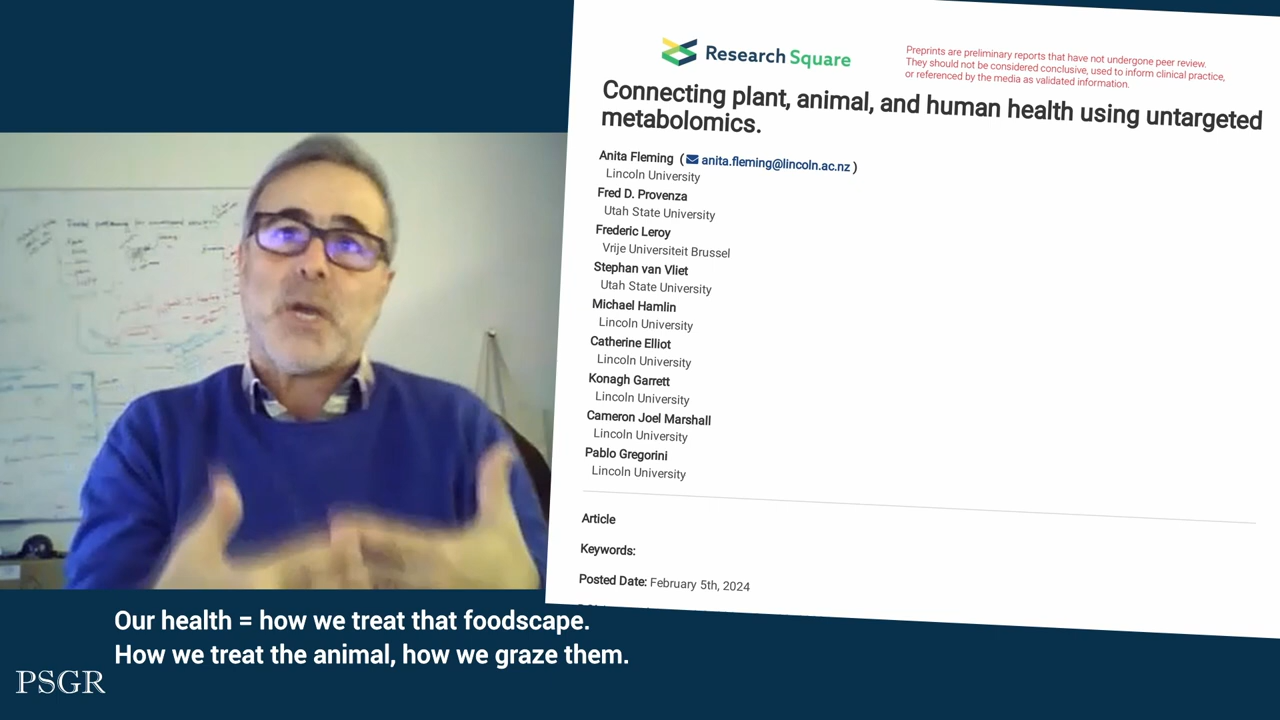 Research Square
Preprints are preliminary reports that have not undergone peer review.
They should not be considered conclusive, used to inform clinical practice,
or referenced by the media as validated information.
Connecting plant, animal, and human health using untargeted
metabolomics.
Anita Fleming ( anita.fleming@lincoln.ac.nz )
Lincoln University
Fred D. Provenza
Utah State University
Frederic Leroy
Vrije Universiteit Brussel
Stephan van Vliet
Utah State University
Michael Hamlin
Lincoln University
Catherine Elliot
Lincoln University
Konagh Garrett
Lincoln University
Cameron Joel Marshall
Lincoln University
Pablo Gregorini
Lincoln University
Article
Keywords:
Posted Date: February 5th, 2024
Our health = how we treat that foodscape.
How we treat the animal, how we graze them.
PSGR